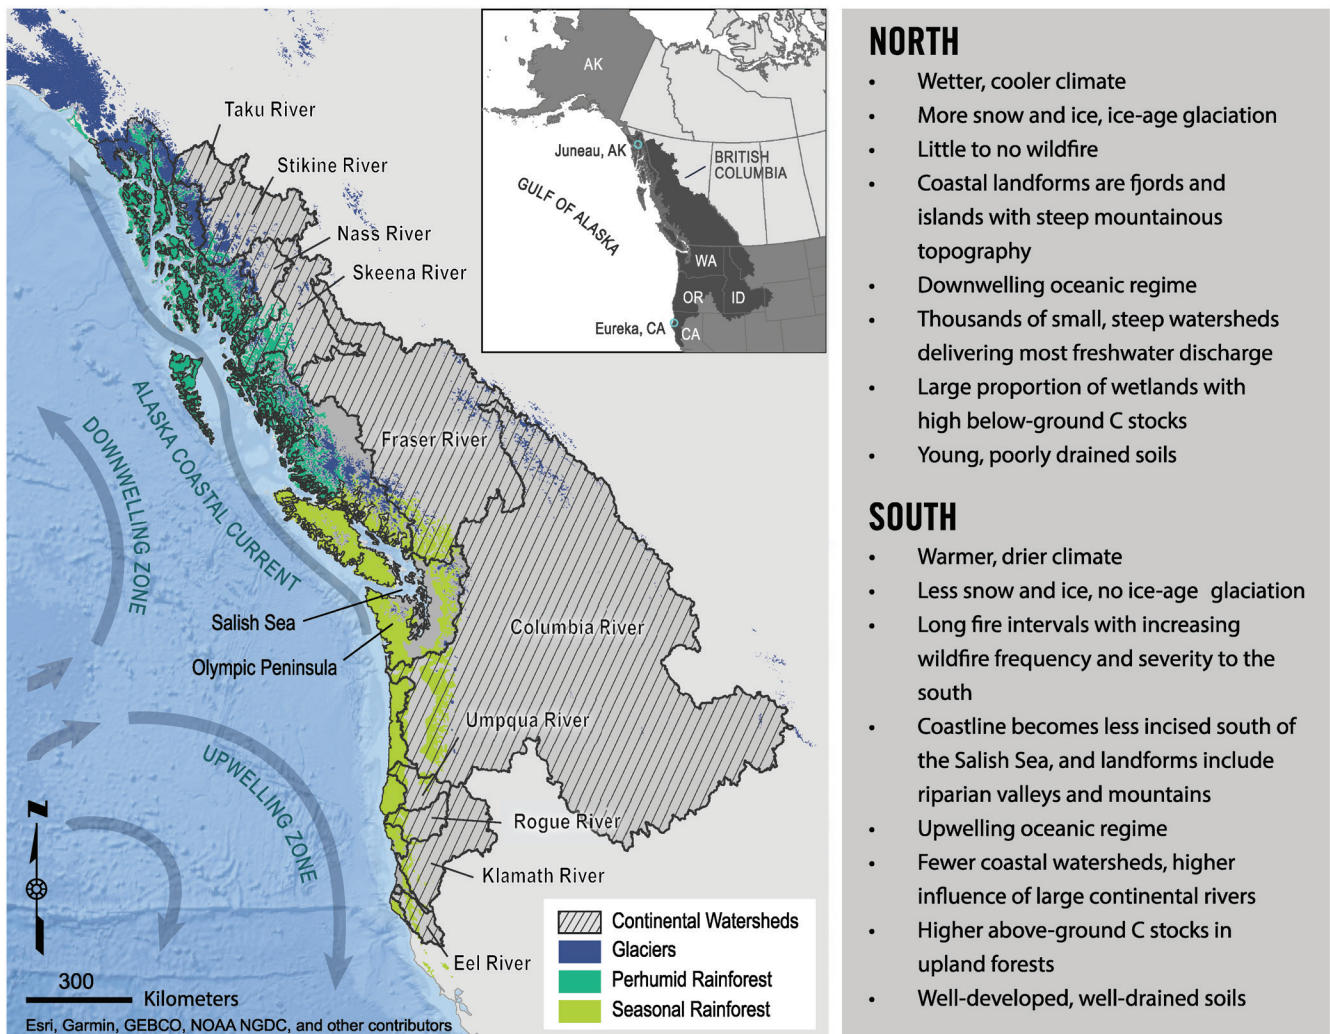 Taku River
Stikine River
Nass River
Skeena River
Fraser River
Columbia River
Salish Sea
Olympic Peninsula
Umpqua River
Rogue River
Klamath River
Eel River
ALASKA COASTAL CURRENT
DOWNWELLING ZONE
UPWELLING ZONE
N
300
Kilometers
Esri, Garmin, GEBCO, NOAA NGDC, and other contributors
AK
Juneau, AK
BRITISH
COLUMBIA
GULF OF ALASKA
WA
OR
ID
Eureka, CA
CA
Continental Watersheds
Glaciers
Perhumid Rainforest
Seasonal Rainforest
NORTH
• Wetter, cooler climate
• More snow and ice, ice-age glaciation
• Little to no wildfire
• Coastal landforms are fjords and
islands with steep mountainous
topography
• Downwelling oceanic regime
• Thousands of small, steep watersheds
delivering most freshwater discharge
• Large proportion of wetlands with
high below-ground C stocks
• Young, poorly drained soils
SOUTH
• Warmer, drier climate
• Less snow and ice, no ice-age glaciation
• Long fire intervals with increasing
wildfire frequency and severity to the
south
• Coastline becomes less incised south of
the Salish Sea, and landforms include
riparian valleys and mountains
• Upwelling oceanic regime
• Fewer coastal watersheds, higher
influence of large continental rivers
• Higher above-ground C stocks in
upland forests
• Well-developed, well-drained soils